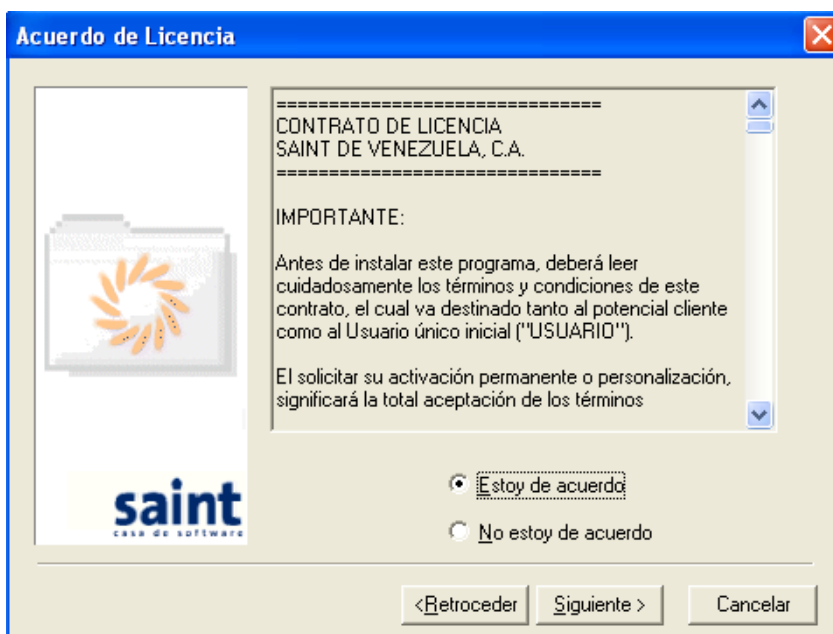 Acuerdo de Licencia
===============================
CONTRATO DE LICENCIA
SAINT DE VENEZUELA, C.A.
===============================
IMPORTANTE:
Antes de instalar este programa, deberá leer
cuidadosamente los términos y condiciones de este
contrato, el cual va destinado tanto al potencial cliente
como al Usuario único inicial ("USUARIO").
El solicitar su activación permanente o personalización,
significará la total aceptación de los términos
saint
casa de software
Estoy de acuerdo
No estoy de acuerdo
<Retroceder Siguiente > Cancelar